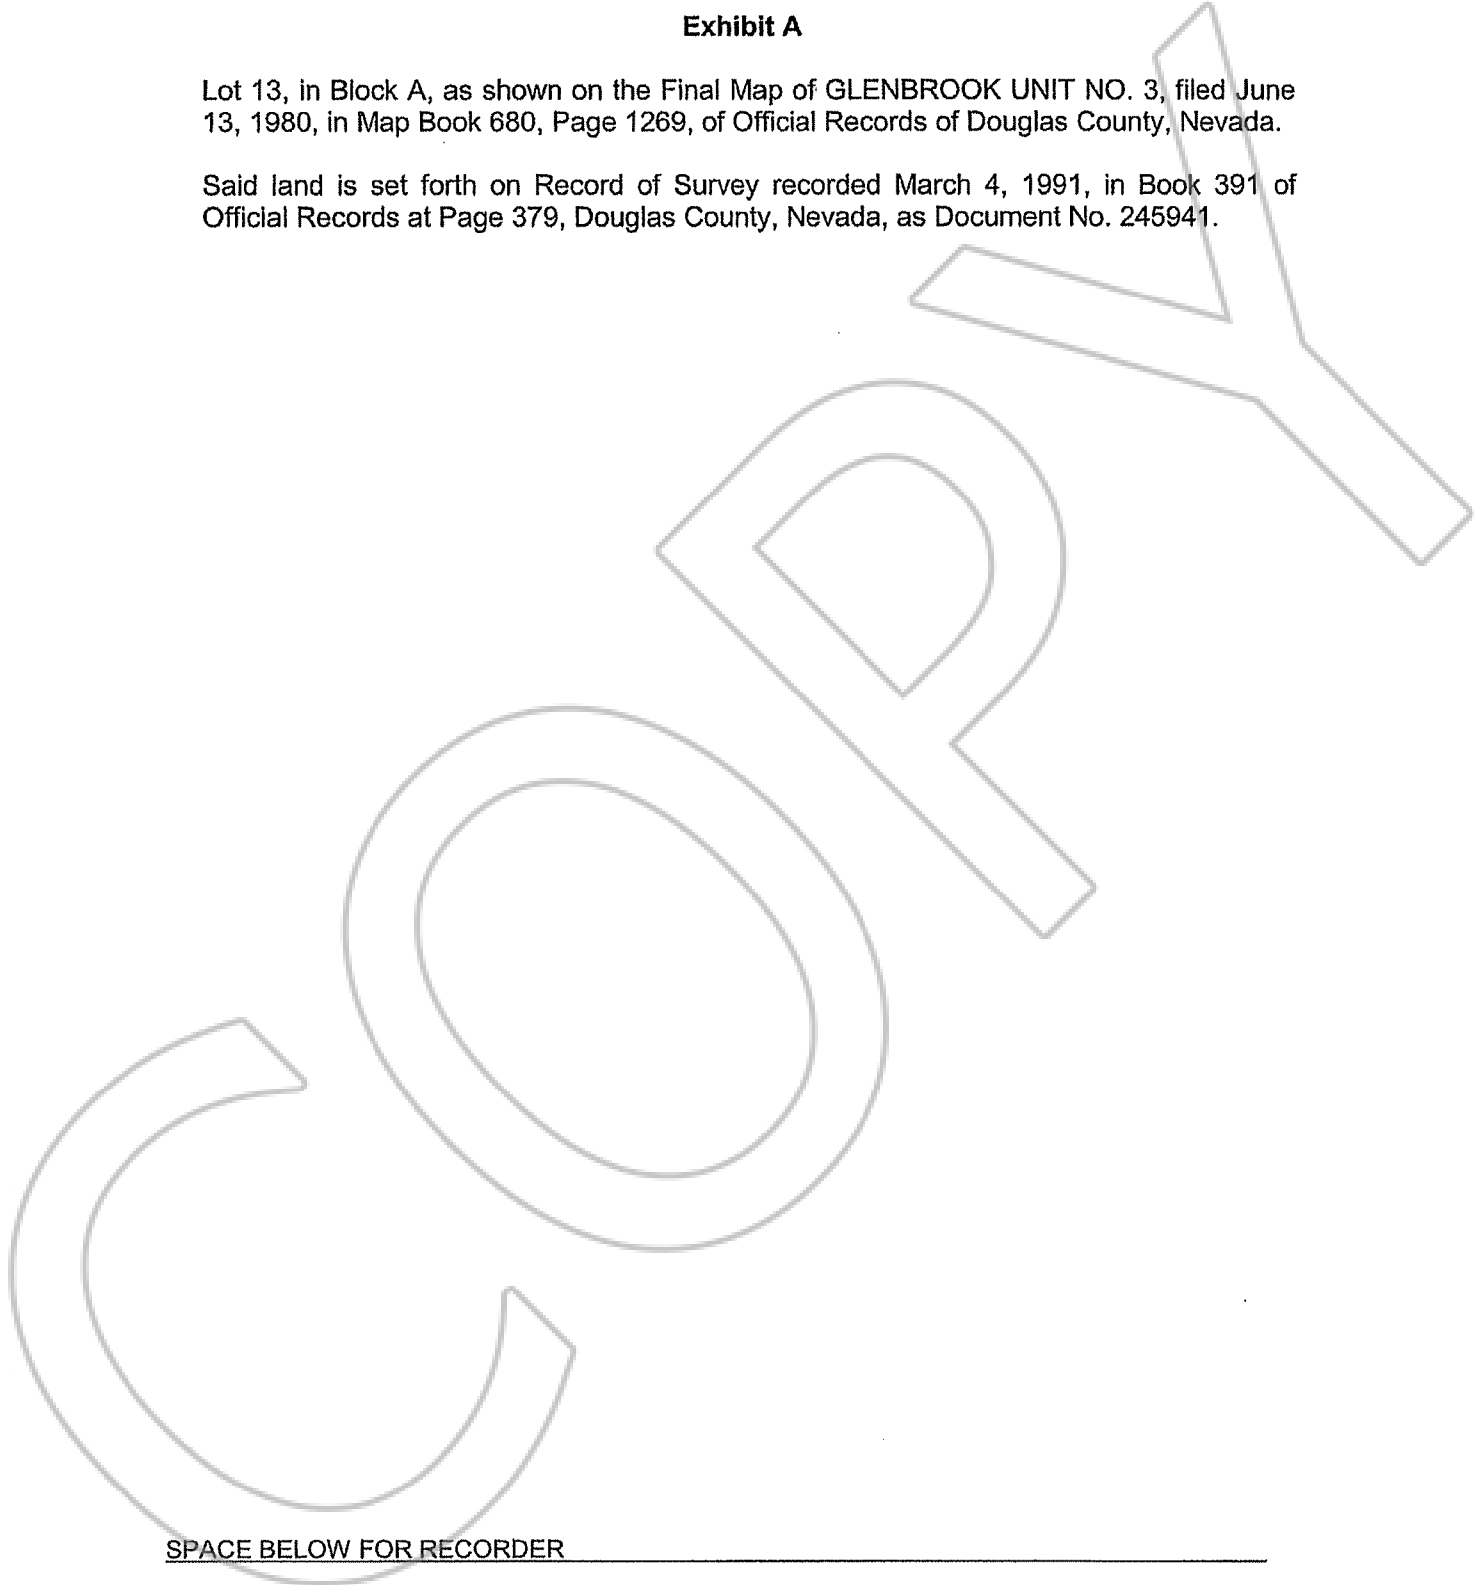 Exhibit A
Lot 13, in Block A, as shown on the Final Map of GLENBROOK UNIT NO. 3, filed June
13, 1980, in Map Book 680, Page 1269, of Official Records of Douglas County, Nevada.
Said land is set forth on Record of Survey recorded March 4, 1991, in Book 391 of
Official Records at Page 379, Douglas County, Nevada, as Document No. 245941.
COPY
SPACE BELOW FOR RECORDER